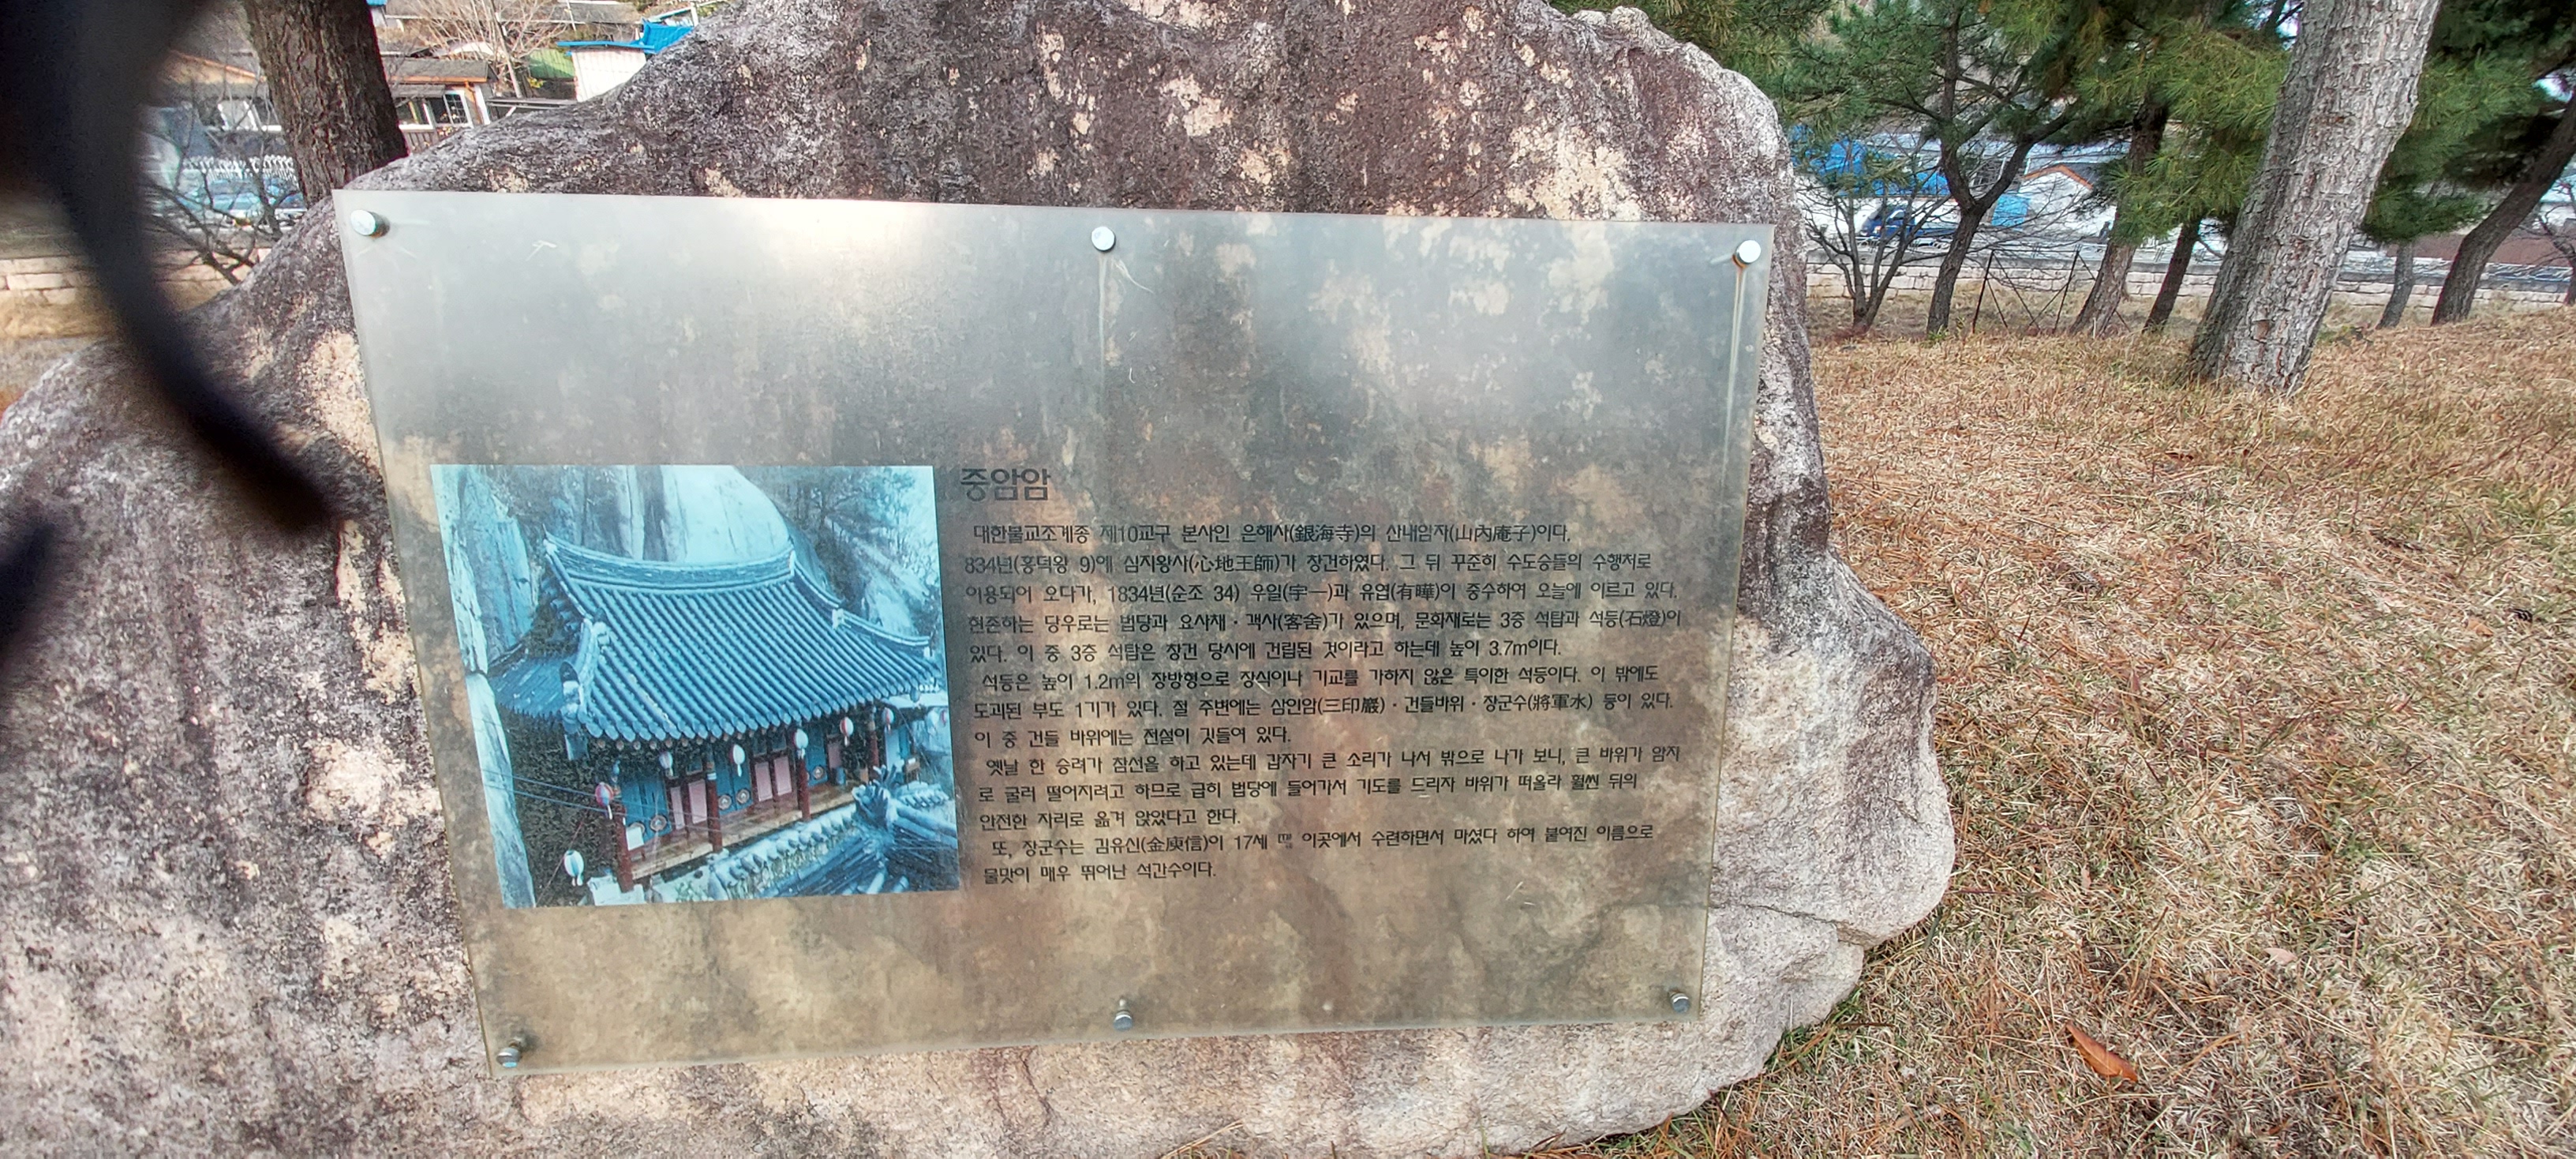 중암암
대한불교조계종 제10교구 본사인 은해사(銀海寺)의 산내암자(山內庵子)이다.
834년(흥덕왕 9)에 심지왕사(心地王師)가 창건하였다. 그 뒤 꾸준히 수도승들의 수행처로
이용되어 오다가, 1834년(순조 34) 우일(宇一)과 유엽(有曄)이 중수하여 오늘에 이르고 있다.
현존하는 당우로는 법당과 요사채 · 객사(客舍)가 있으며, 문화재로는 3층 석탑과 석등(石燈)이
있다. 이 중 3층 석탑은 창건 당시에 건립된 것이라고 하는데 높이 3.7m이다.
석등은 높이 1.2m의 장방형으로 장식이나 기교를 가하지 않은 특이한 석등이다. 이 밖에도
도괴된 부도 1기가 있다. 절 주변에는 삼인암(三印巖) · 건들바위 · 장군수(將軍水) 등이 있다.
이 중 건들 바위에는 전설이 깃들여 있다.
옛날 한 승려가 참선을 하고 있는데 갑자기 큰 소리가 나서 밖으로 나가 보니, 큰 바위가 암자
로 굴러 떨어지려고 하므로 급히 법당에 들어가서 기도를 드리자 바위가 떠올라 훨씬 뒤의
안전한 자리로 옮겨 앉았다고 한다.
또, 장군수는 김유신(金庾信)이 17세 때 이곳에서 수련하면서 마셨다 하여 붙여진 이름으로
물맛이 매우 뛰어난 석간수이다.